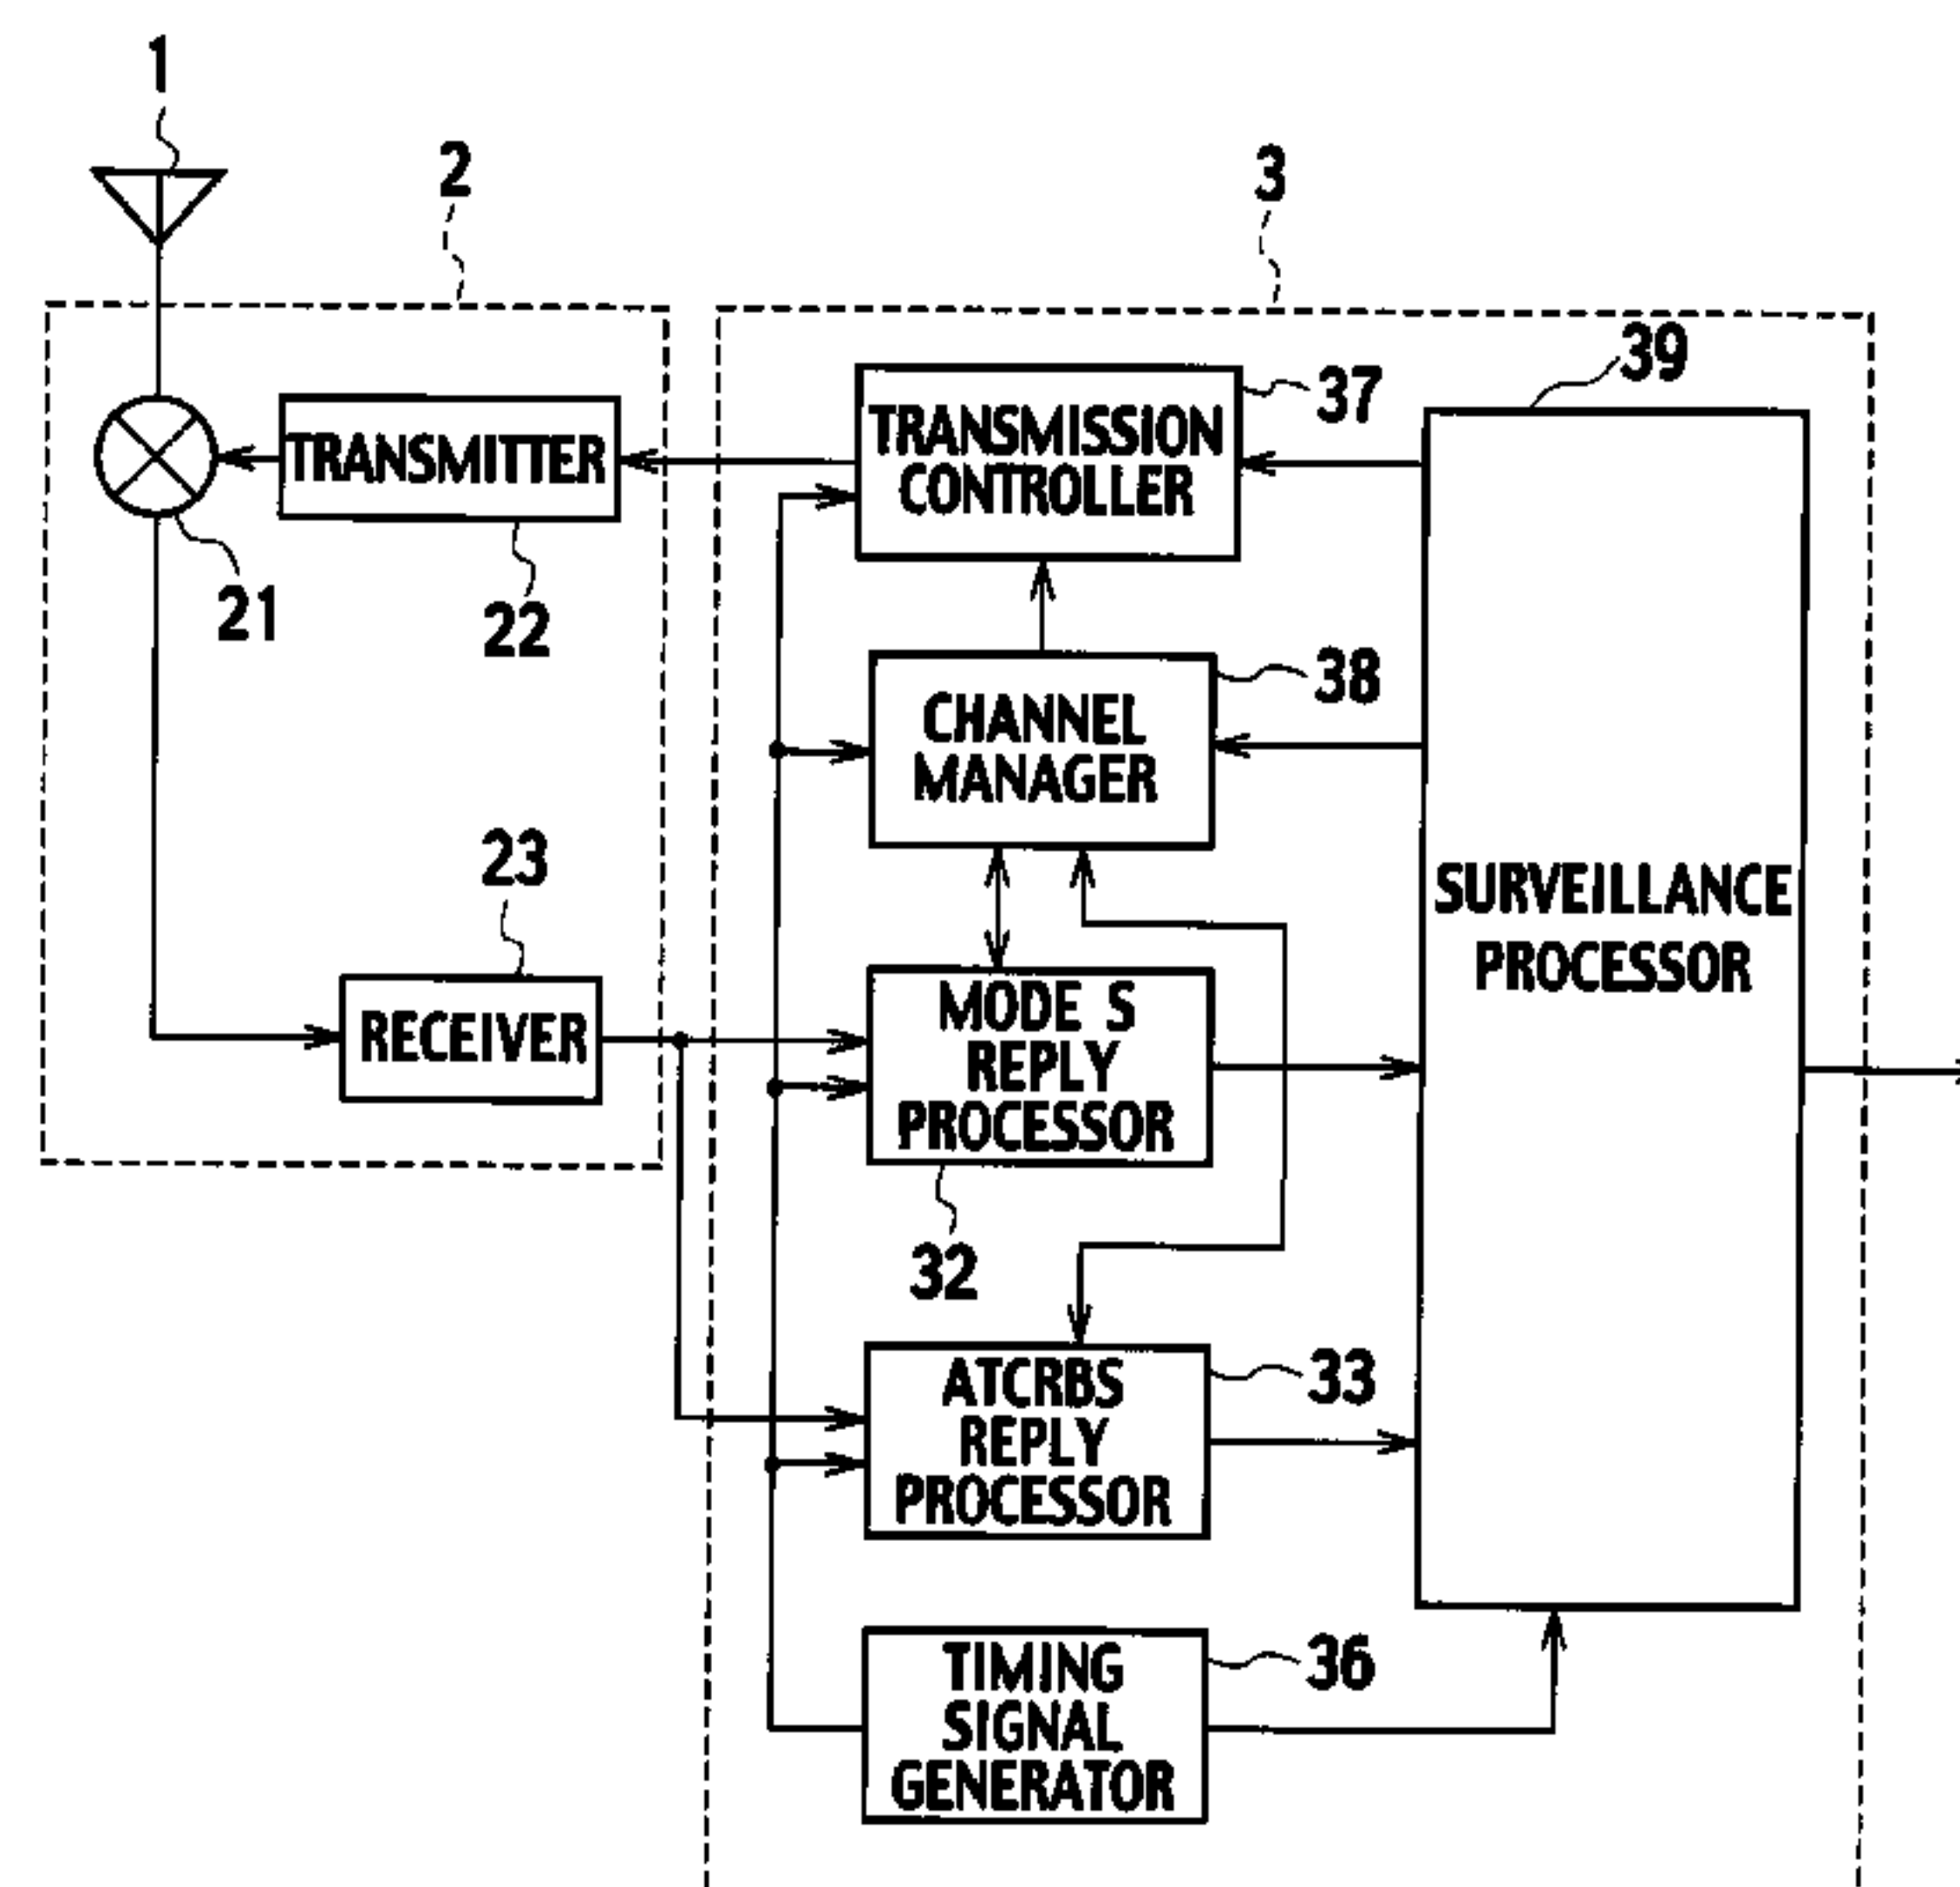 1
2
3
39
37
TRANSMISSION
CONTROLLER
TRANSMITTER
21
22
38
CHANNEL
MANAGER
23
SURVEILLANCE
PROCESSOR
RECEIVER
MODE S
REPLY
PROCESSOR
32
33
ATCRBS
REPLY
PROCESSOR
36
TIMING
SIGNAL
GENERATOR